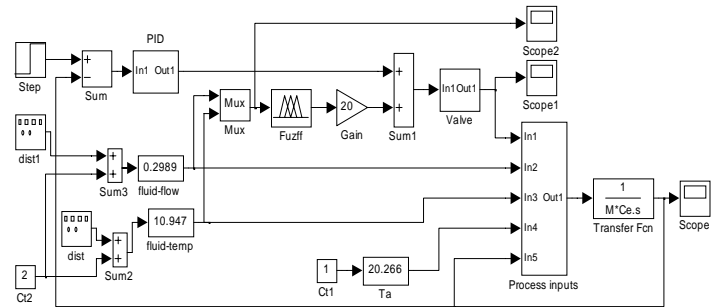 Scope2
PID
Step
+
−
Sum
In1 Out1
+
+
Sum1
In1Out1
Valve
Scope1
Mux
Mux
Fuzff
20
Gain
dist1
+
+
Sum3
0.2989
fluid-flow
In1
In2
In3 Out1
In4
In5
Process inputs
1
M*Ce.s
Transfer Fcn
Scope
dist
+
+
Sum2
10.947
fluid-temp
2
Ct2
1
Ct1
20.266
Ta